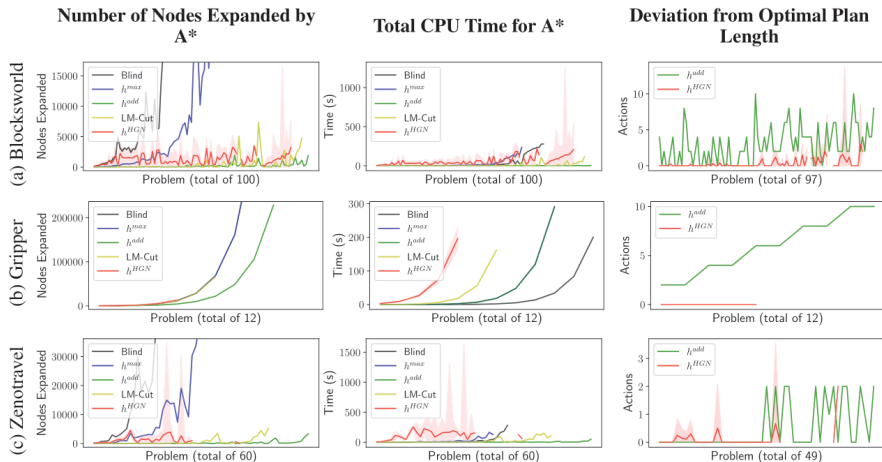 Number of Nodes Expanded by
A*
Total CPU Time for A*
Deviation from Optimal Plan
Length
(a) Blocksworld
Nodes Expanded
15000
10000
5000
0
Blind
h^max
h^add
LM-Cut
h^HGN
Problem (total of 100)
Time (s)
1000
500
0
Blind
h^max
h^add
LM-Cut
h^HGN
Problem (total of 100)
Actions
10
5
0
h^add
h^HGN
Problem (total of 97)
(b) Gripper
Nodes Expanded
200000
100000
0
Blind
h^max
h^add
LM-Cut
h^HGN
Problem (total of 12)
Time (s)
300
200
100
0
Blind
h^max
h^add
LM-Cut
h^HGN
Problem (total of 12)
Actions
10
5
0
h^add
h^HGN
Problem (total of 12)
(c) Zenotravel
Nodes Expanded
30000
20000
10000
0
Blind
h^max
h^add
LM-Cut
h^HGN
Problem (total of 60)
Time (s)
1500
1000
500
0
Blind
h^max
h^add
LM-Cut
h^HGN
Problem (total of 60)
Actions
3
2
1
0
h^add
h^HGN
Problem (total of 49)